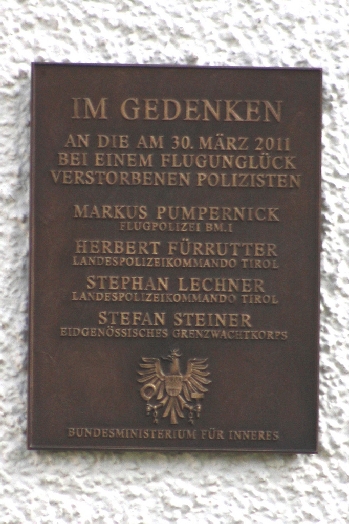 IM GEDENKEN
AN DIE AM 30. MÄRZ 2011
BEI EINEM FLUGUNGLÜCK
VERSTORBENEN POLIZISTEN
MARKUS PUMPERNICK
FLUGPOLIZEI BM.I
HERBERT FÜRRUTTER
LANDESPOLIZEIKOMMANDO TIROL
STEPHAN LECHNER
LANDESPOLIZEIKOMMANDO TIROL
STEFAN STEINER
EIDGENÖSSISCHES GRENZWACHTKORPS
BUNDESMINISTERIUM FÜR INNERES